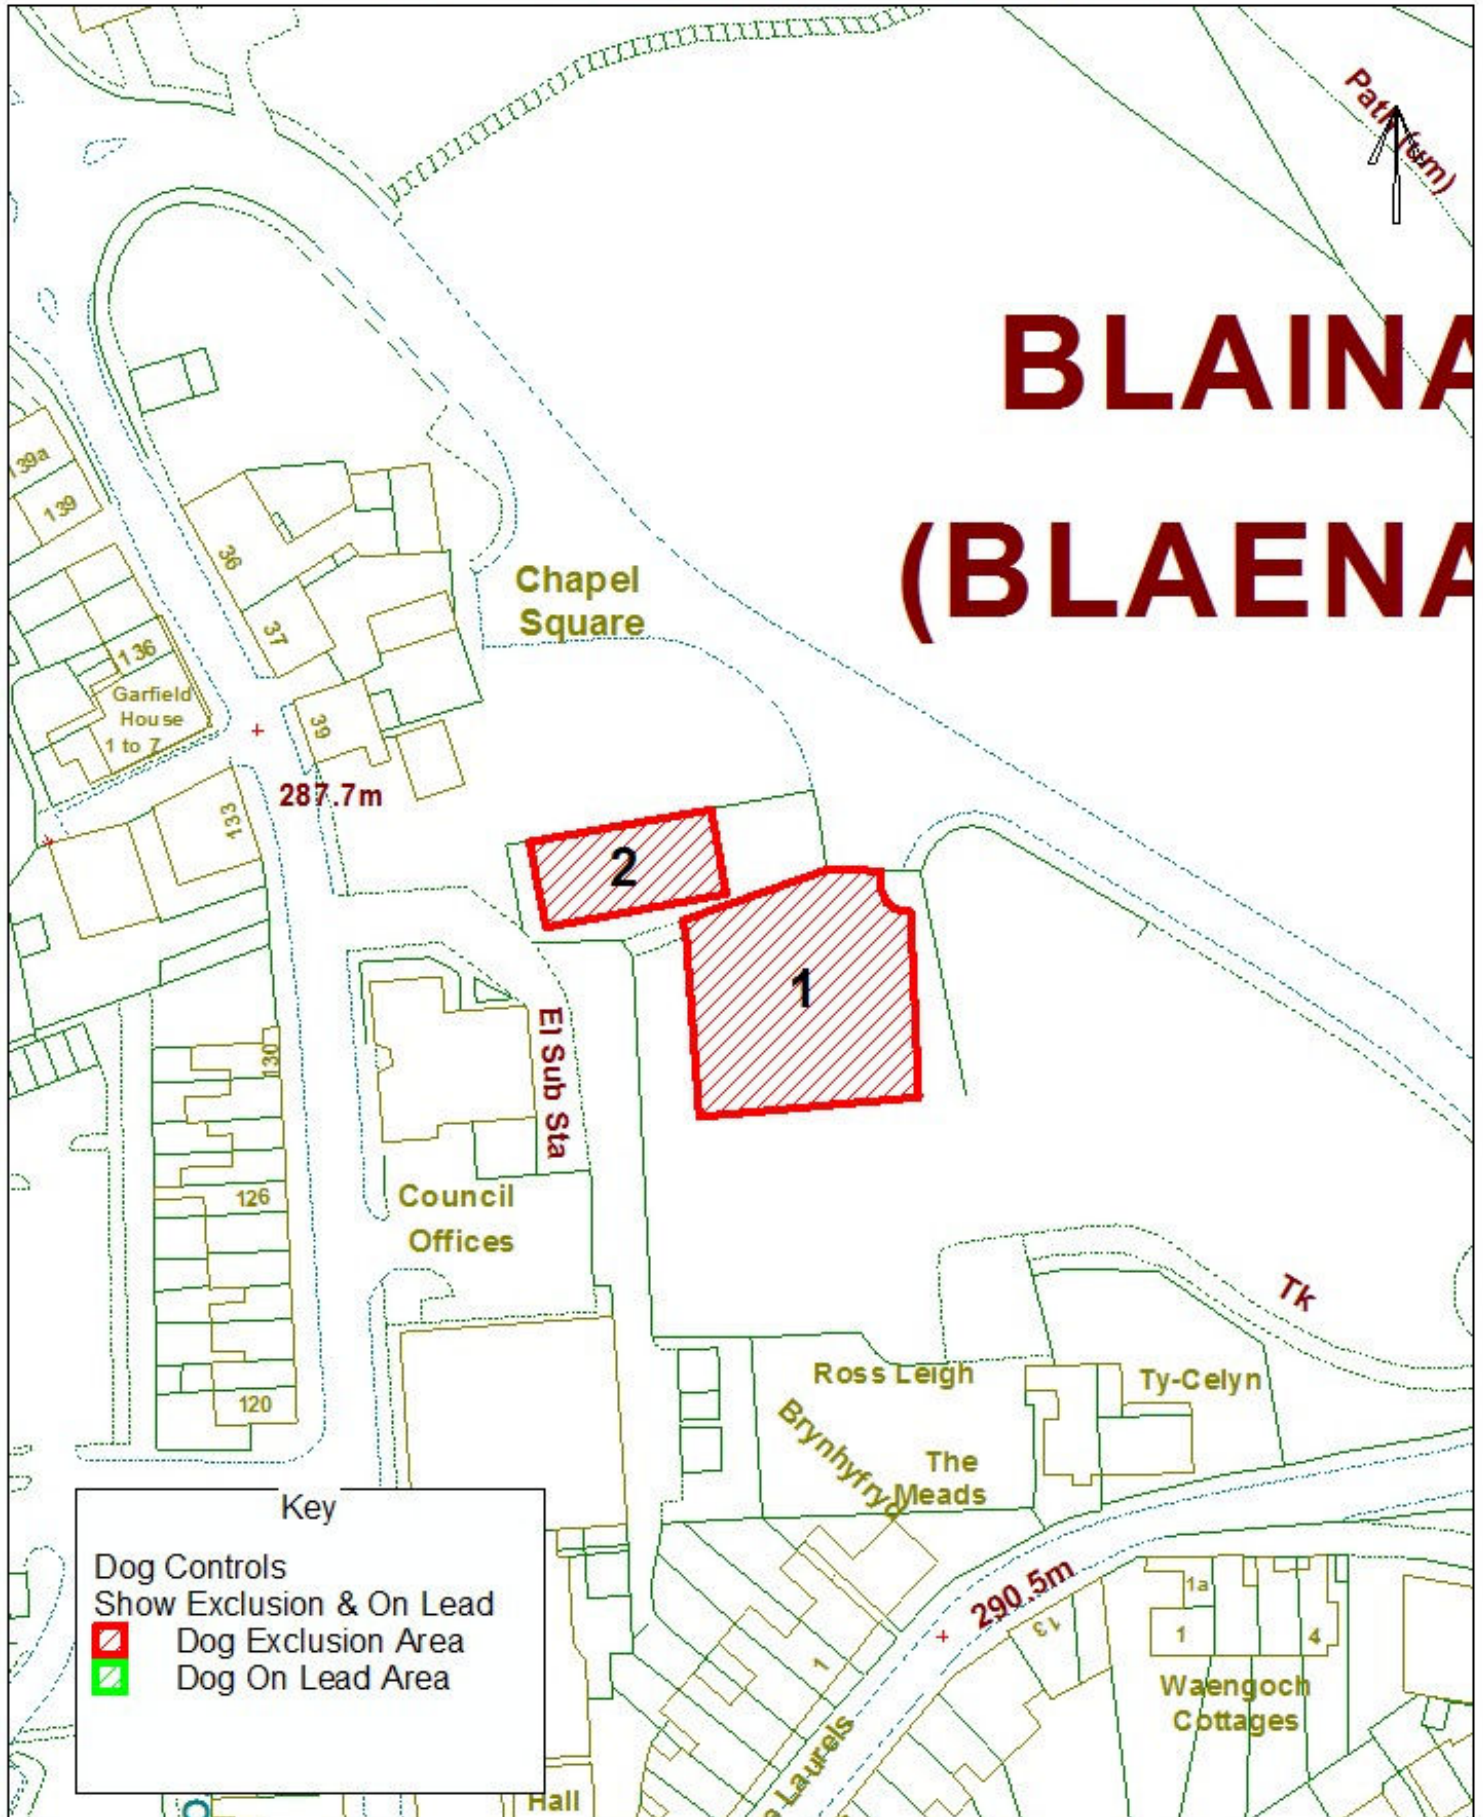 Path (um)
BLAINA
(BLAENA
139a
139
36
Chapel
Square
37
136
Garfield
House
1 to 7
39
287.7m
133
2
1
El Sub Sta
130
126
Council
Offices
Tk
Ross Leigh
Ty-Celyn
120
Brynhyfryd
The
Meads
Key
Dog Controls
Show Exclusion & On Lead
Dog Exclusion Area
Dog On Lead Area
290.5m
13
1a
1
4
1
Waengoch
Cottages
Laurels
Hall